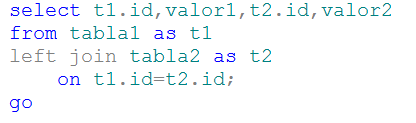 select t1.id,valor1,t2.id,valor2
from tabla1 as t1
left join tabla2 as t2
on t1.id=t2.id;
go